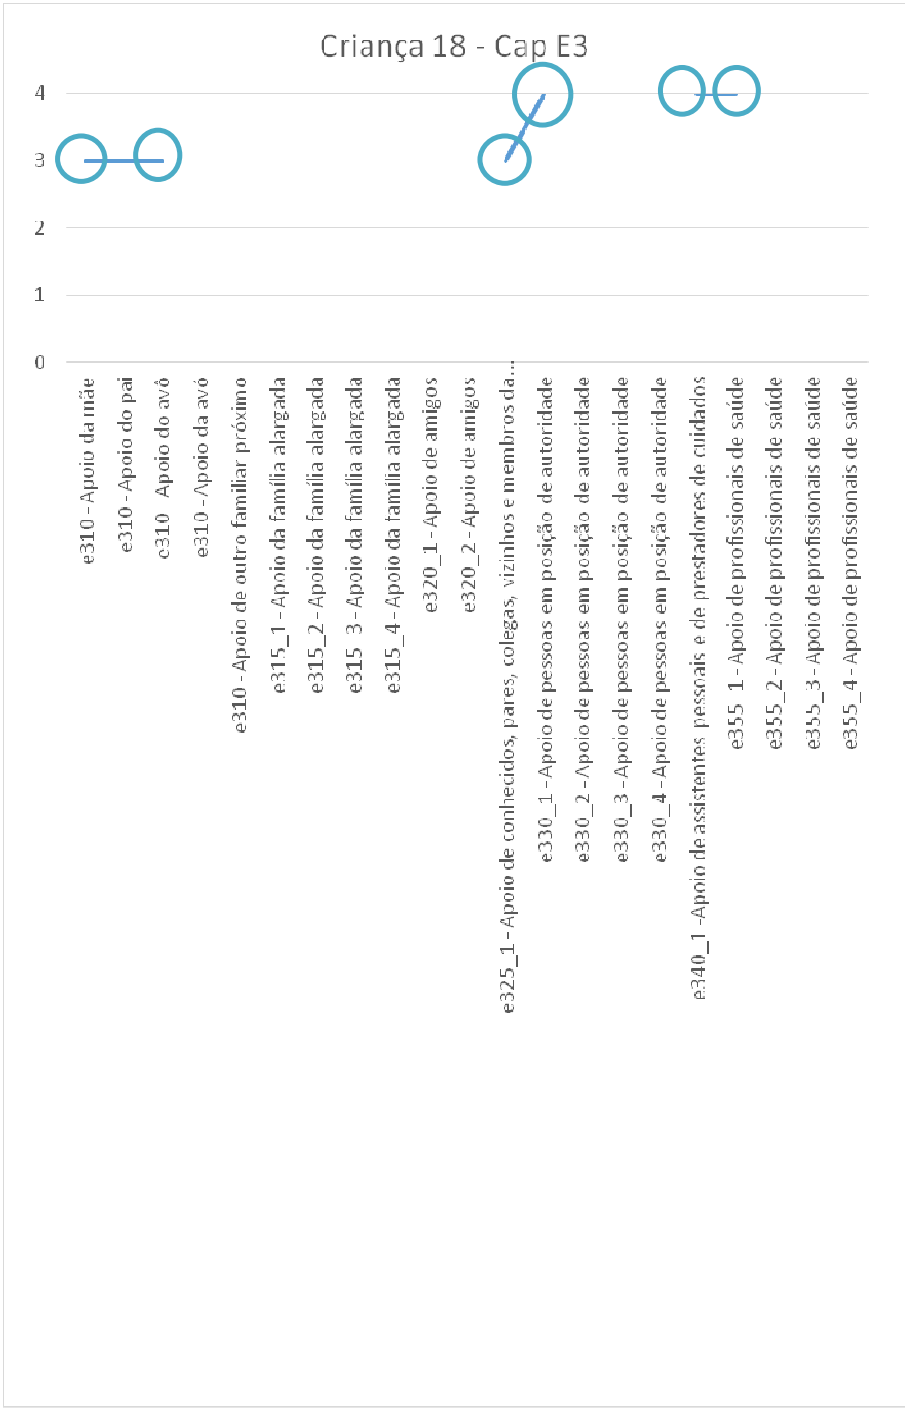 Criança 18 - Cap E3
4
3
2
1
0
e310 - Apoio da mãe
e310 - Apoio do pai
e310 Apoio do avô
e310 - Apoio da avó
e310 - Apoio de outro familiar próximo
e315_1 - Apoio da família alargada
e315_2 - Apoio da família alargada
e315_3 - Apoio da família alargada
e315_4 - Apoio da família alargada
e320_1 - Apoio de amigos
e320_2 - Apoio de amigos
e325_1 - Apoio de conhecidos, pares, colegas, vizinhos e membros da...
e330_1 - Apoio de pessoas em posição de autoridade
e330_2 - Apoio de pessoas em posição de autoridade
e330_3 - Apoio de pessoas em posição de autoridade
e330_4 - Apoio de pessoas em posição de autoridade
e340_1 - Apoio de assistentes pessoais e de prestadores de cuidados
e355_1 - Apoio de profissionais de saúde
e355_2 - Apoio de profissionais de saúde
e355_3 - Apoio de profissionais de saúde
e355_4 - Apoio de profissionais de saúde